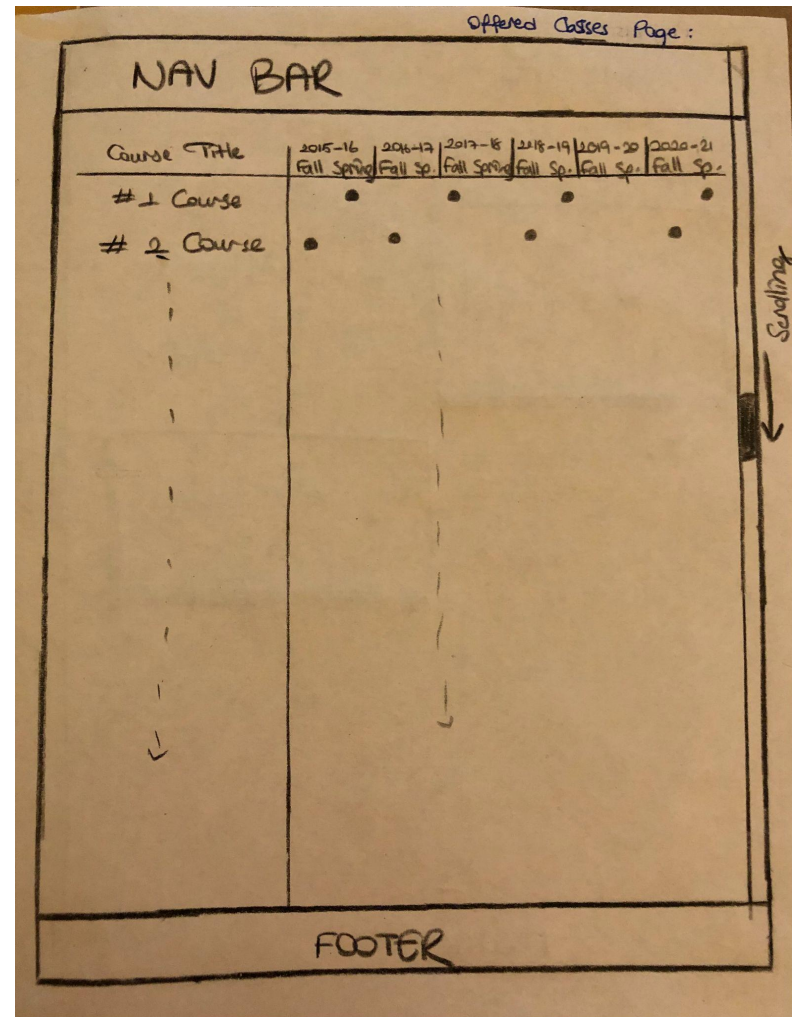 Offered Classes Page:
NAV BAR
Course Title
2015-16 2016-17 2017-18 2018-19 2019-20 2020-21
Fall Spring Fall Sp. Fall Spring Fall Sp. Fall Sp. Fall Sp.
#1 Course
# 2 Course
Scrolling
FOOTER